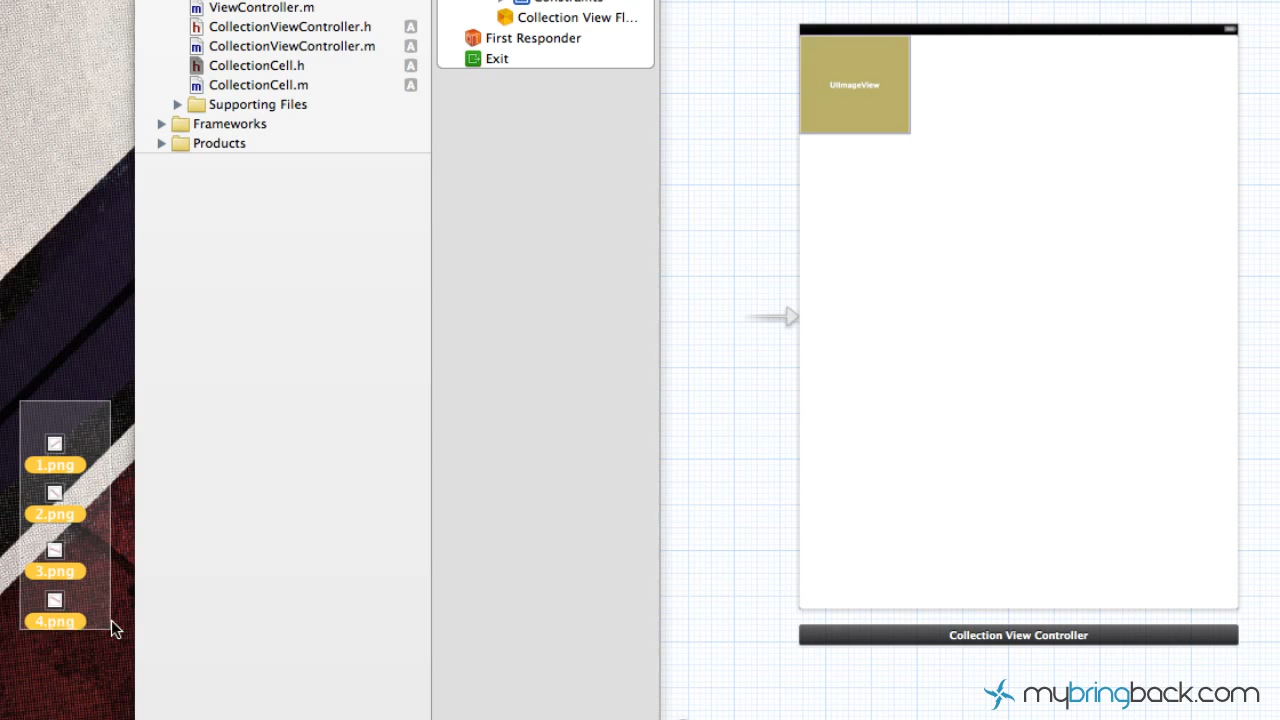 ViewController.m
CollectionViewController.h A
CollectionViewController.m A
CollectionCell.h A
CollectionCell.m A
Supporting Files
Frameworks
Products
Constraints
Collection View Fl...
First Responder
Exit
UIImageView
1.png
2.png
3.png
4.png
Collection View Controller
mybringback.com